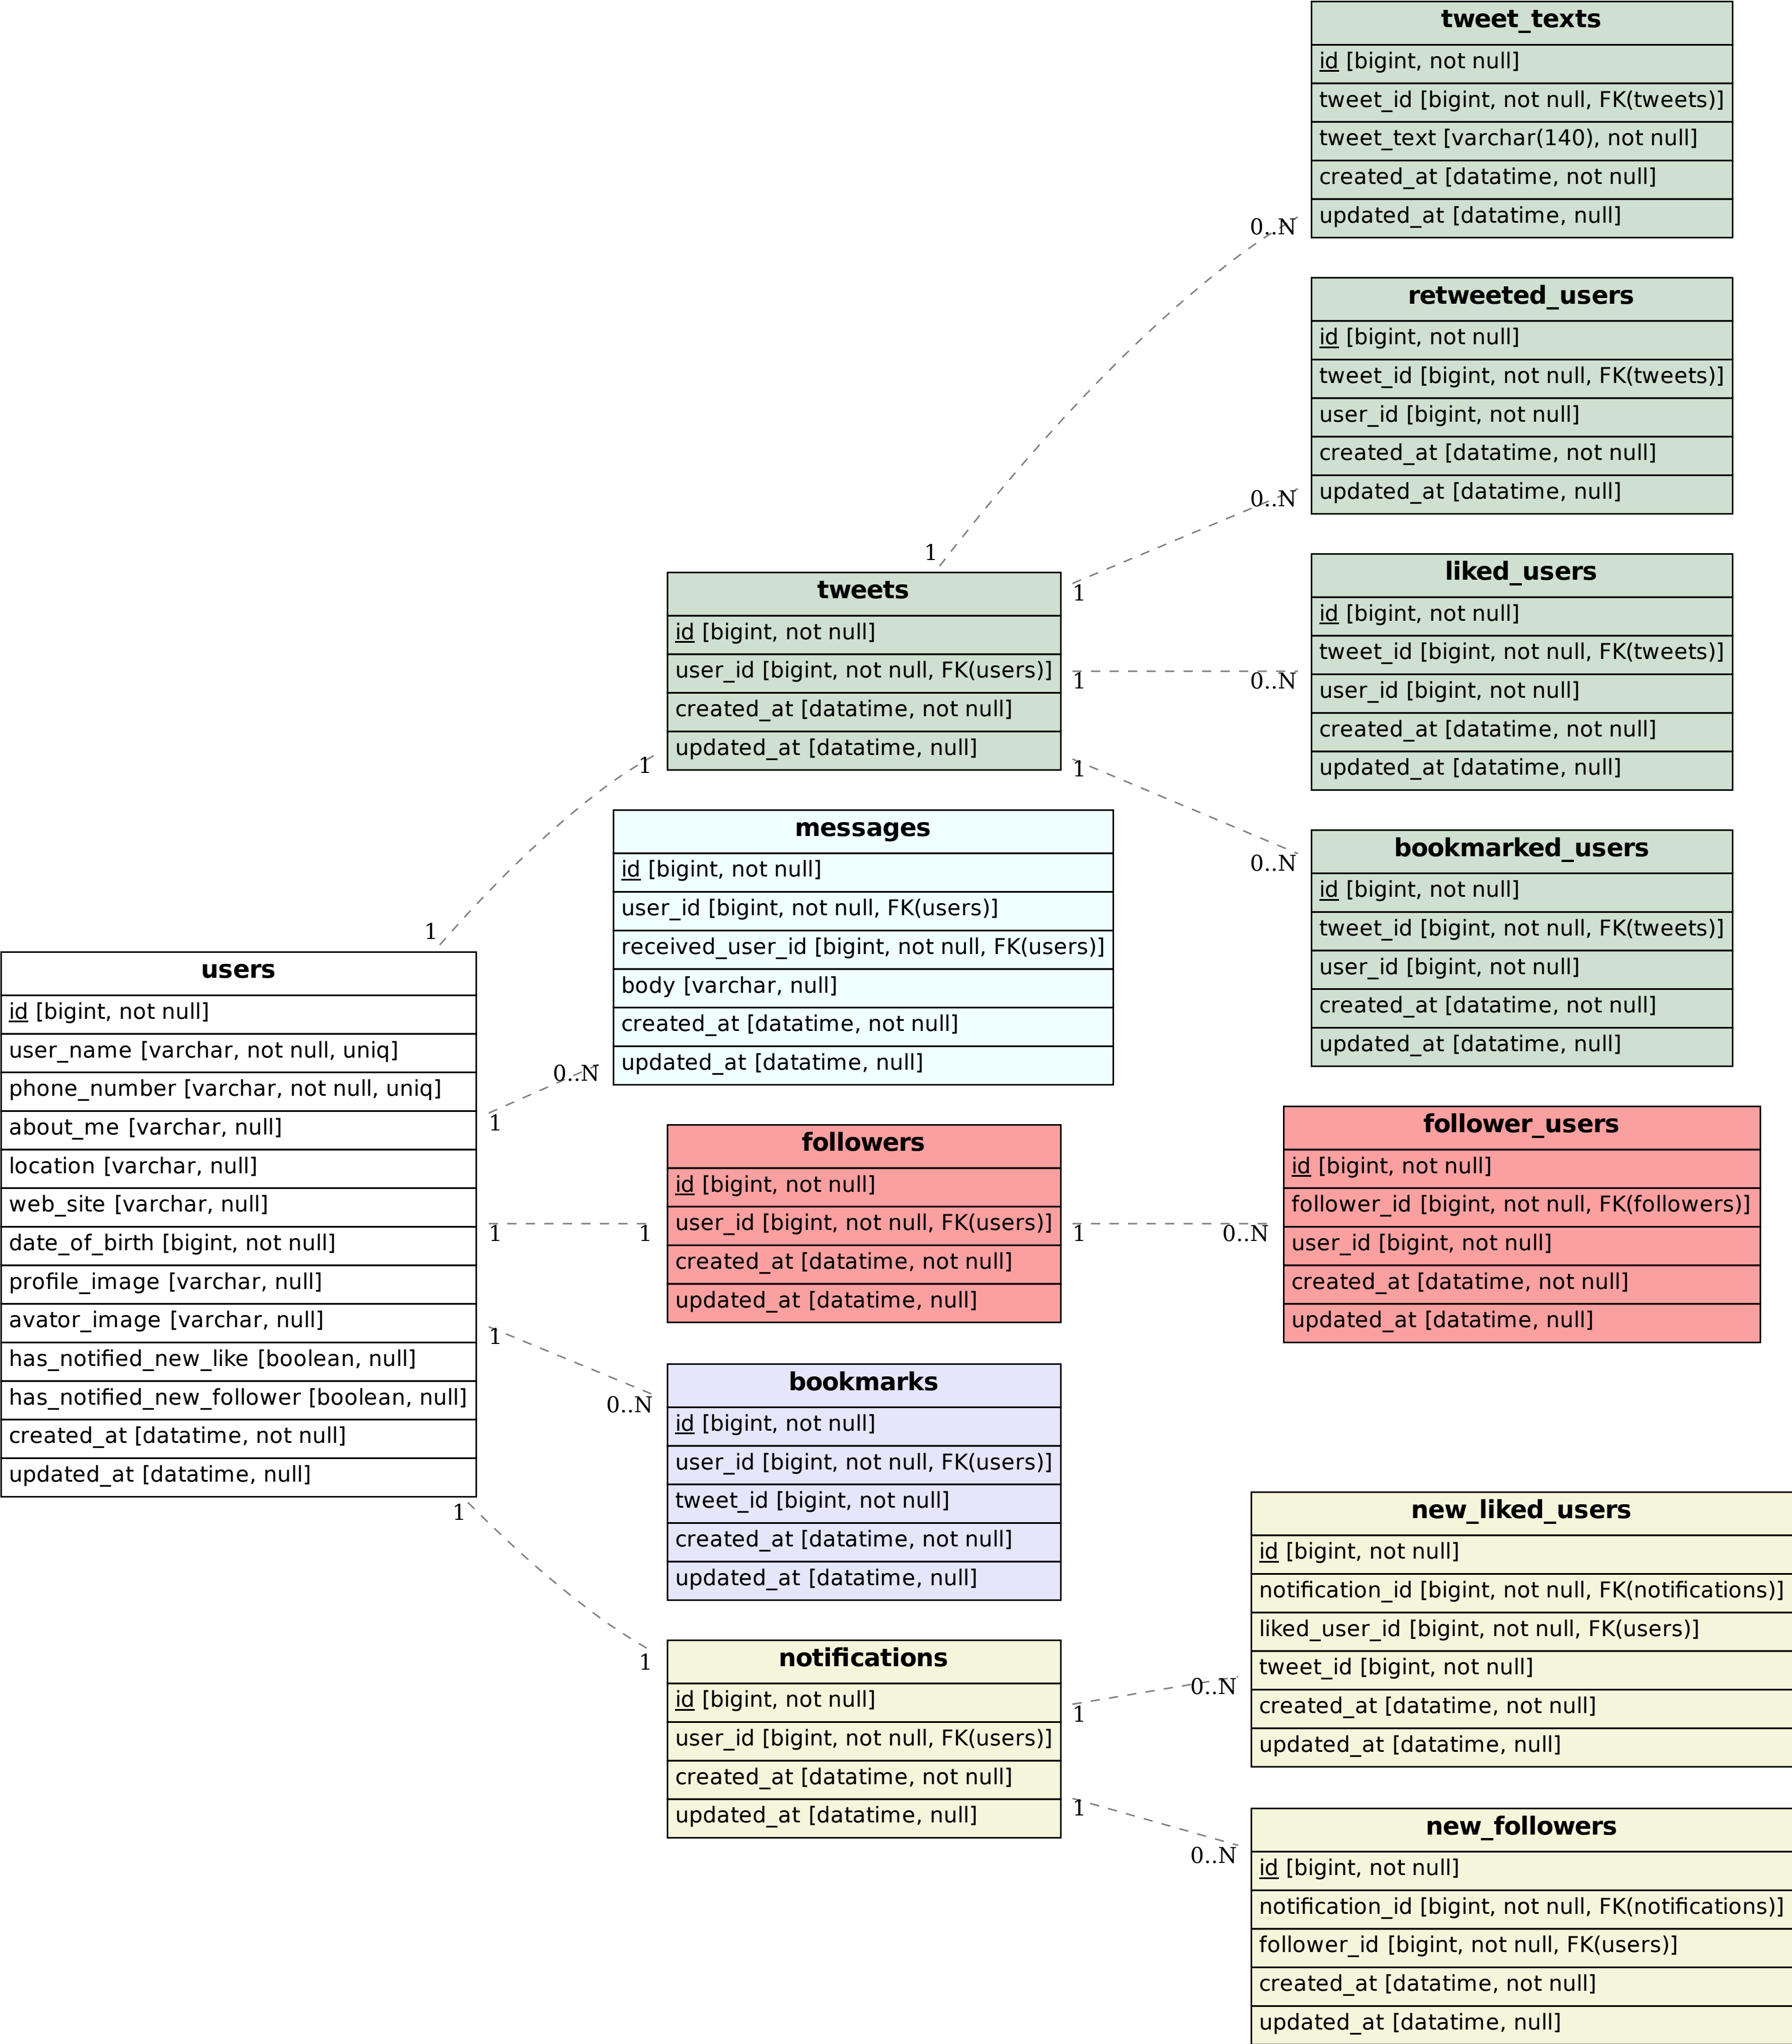 tweet_texts
id [bigint, not null]
tweet_id [bigint, not null, FK(tweets)]
tweet_text [varchar(140), not null]
created_at [datatime, not null]
updated_at [datatime, null]
0..N
retweeted_users
id [bigint, not null]
tweet_id [bigint, not null, FK(tweets)]
user_id [bigint, not null]
created_at [datatime, not null]
updated_at [datatime, null]
0..N
1
tweets
id [bigint, not null]
user_id [bigint, not null, FK(users)]
created_at [datatime, not null]
updated_at [datatime, null]
1
1
1
1
liked_users
id [bigint, not null]
tweet_id [bigint, not null, FK(tweets)]
user_id [bigint, not null]
created_at [datatime, not null]
updated_at [datatime, null]
0..N
bookmarked_users
id [bigint, not null]
tweet_id [bigint, not null, FK(tweets)]
user_id [bigint, not null]
created_at [datatime, not null]
updated_at [datatime, null]
0..N
messages
id [bigint, not null]
user_id [bigint, not null, FK(users)]
received_user_id [bigint, not null, FK(users)]
body [varchar, null]
created_at [datatime, not null]
updated_at [datatime, null]
0..N
1
users
id [bigint, not null]
user_name [varchar, not null, uniq]
phone_number [varchar, not null, uniq]
about_me [varchar, null]
location [varchar, null]
web_site [varchar, null]
date_of_birth [bigint, not null]
profile_image [varchar, null]
avator_image [varchar, null]
has_notified_new_like [boolean, null]
has_notified_new_follower [boolean, null]
created_at [datatime, not null]
updated_at [datatime, null]
1
1
1
1
followers
id [bigint, not null]
user_id [bigint, not null, FK(users)]
created_at [datatime, not null]
updated_at [datatime, null]
1
1
follower_users
id [bigint, not null]
follower_id [bigint, not null, FK(followers)]
user_id [bigint, not null]
created_at [datatime, not null]
updated_at [datatime, null]
0..N
bookmarks
id [bigint, not null]
user_id [bigint, not null, FK(users)]
tweet_id [bigint, not null]
created_at [datatime, not null]
updated_at [datatime, null]
0..N
notifications
id [bigint, not null]
user_id [bigint, not null, FK(users)]
created_at [datatime, not null]
updated_at [datatime, null]
1
1
1
new_liked_users
id [bigint, not null]
notification_id [bigint, not null, FK(notifications)]
liked_user_id [bigint, not null, FK(users)]
tweet_id [bigint, not null]
created_at [datatime, not null]
updated_at [datatime, null]
0..N
new_followers
id [bigint, not null]
notification_id [bigint, not null, FK(notifications)]
follower_id [bigint, not null, FK(users)]
created_at [datatime, not null]
updated_at [datatime, null]
0..N